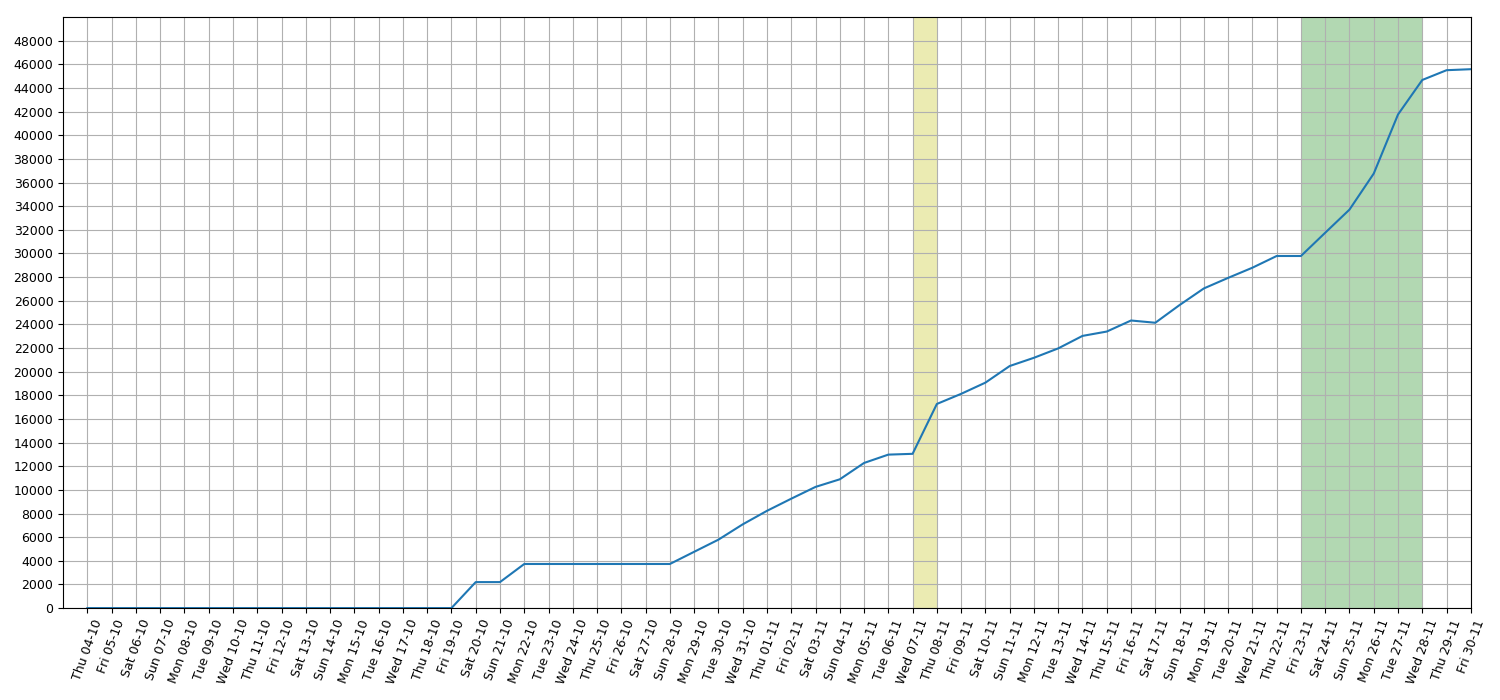 48000
46000
44000
42000
40000
38000
36000
34000
32000
30000
28000
26000
24000
22000
20000
18000
16000
14000
12000
10000
8000
6000
4000
2000
0
Thu 04-10
Fri 05-10
Sat 06-10
Sun 07-10
Mon 08-10
Tue 09-10
Wed 10-10
Thu 11-10
Fri 12-10
Sat 13-10
Sun 14-10
Mon 15-10
Tue 16-10
Wed 17-10
Thu 18-10
Fri 19-10
Sat 20-10
Sun 21-10
Mon 22-10
Tue 23-10
Wed 24-10
Thu 25-10
Fri 26-10
Sat 27-10
Sun 28-10
Mon 29-10
Tue 30-10
Wed 31-10
Thu 01-11
Fri 02-11
Sat 03-11
Sun 04-11
Mon 05-11
Tue 06-11
Wed 07-11
Thu 08-11
Fri 09-11
Sat 10-11
Sun 11-11
Mon 12-11
Tue 13-11
Wed 14-11
Thu 15-11
Fri 16-11
Sat 17-11
Sun 18-11
Mon 19-11
Tue 20-11
Wed 21-11
Thu 22-11
Fri 23-11
Sat 24-11
Sun 25-11
Mon 26-11
Tue 27-11
Wed 28-11
Thu 29-11
Fri 30-11